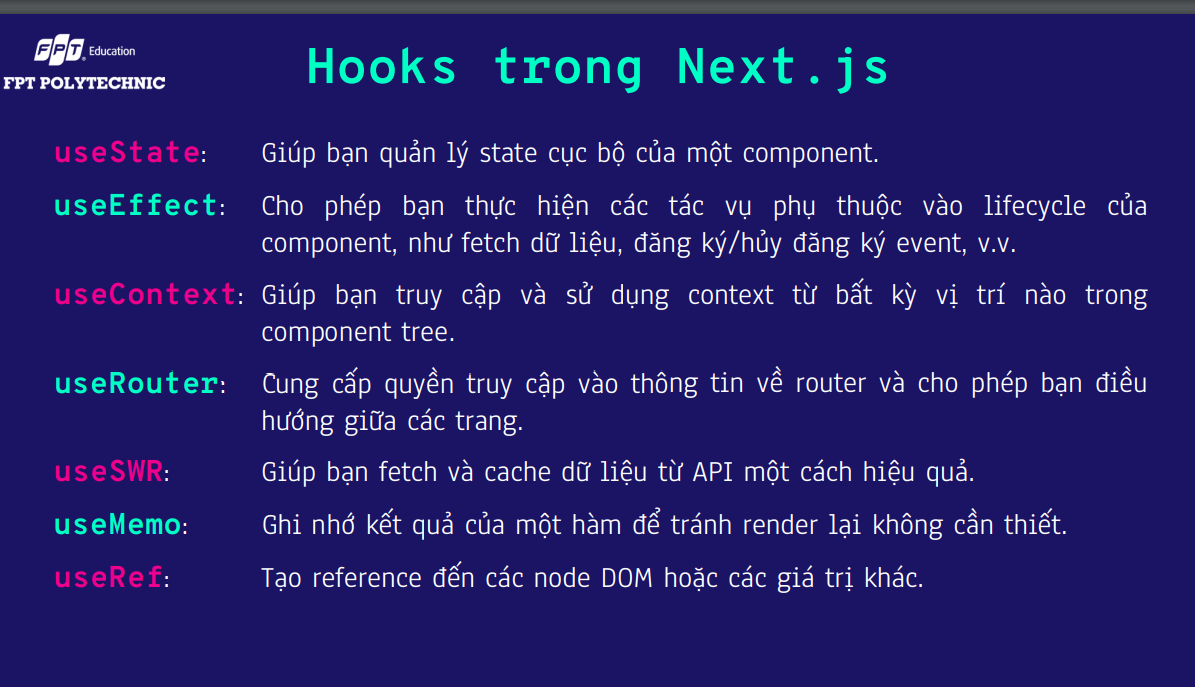 FPT Education
FPT POLYTECHNIC
Hooks trong Next.js
useState: Giúp bạn quản lý state cục bộ của một component.
useEffect: Cho phép bạn thực hiện các tác vụ phụ thuộc vào lifecycle của
component, như fetch dữ liệu, đăng ký/hủy đăng ký event, v.v.
useContext: Giúp bạn truy cập và sử dụng context từ bất kỳ vị trí nào trong
component tree.
useRouter: Cung cấp quyền truy cập vào thông tin về router và cho phép bạn điều
hướng giữa các trang.
useSWR: Giúp bạn fetch và cache dữ liệu từ API một cách hiệu quả.
useMemo: Ghi nhớ kết quả của một hàm để tránh render lại không cần thiết.
useRef: Tạo reference đến các node DOM hoặc các giá trị khác.